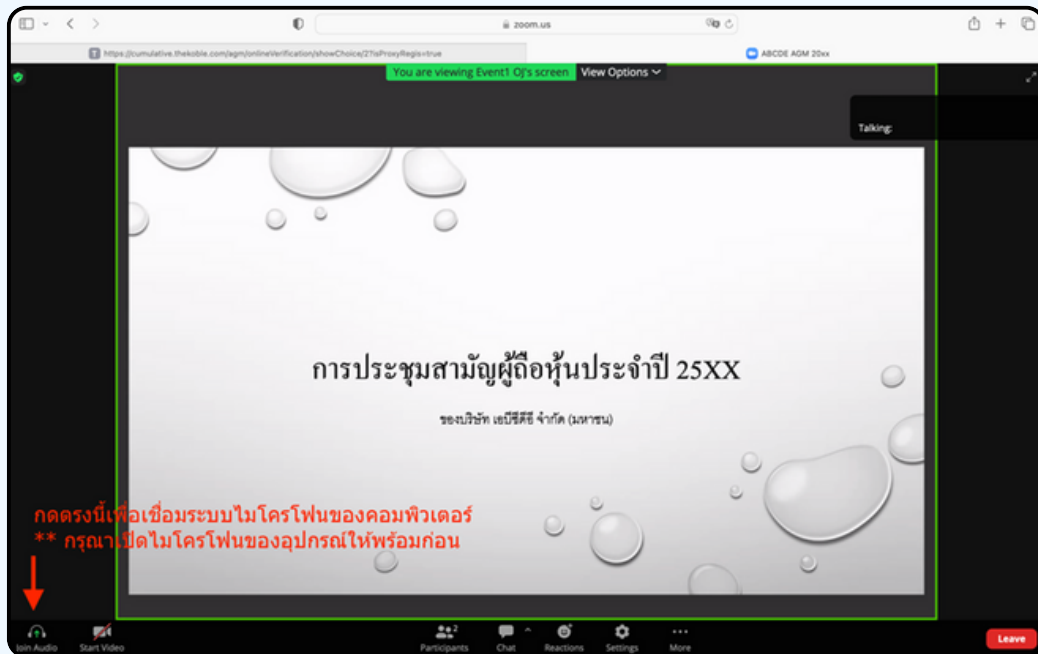 zoom.us
https://cumulative.thekoble.com/agm/onlineVerification/showChoice/2?isProxyRegis=true
ABCDE AGM 20xx
You are viewing Event1 OJ's screen View Options
Talking:
การประชุมสามัญผู้ถือหุ้นประจำปี 25XX
ของบริษัท เอบีซีดีอี จำกัด (มหาชน)
กดตรงนี้เพื่อเชื่อมระบบไมโครโฟนของคอมพิวเตอร์
** กรุณาเปิดไมโครโฟนของอุปกรณ์ให้พร้อมก่อน
Join Audio Start Video Participants 2 Chat Reactions Settings More Leave